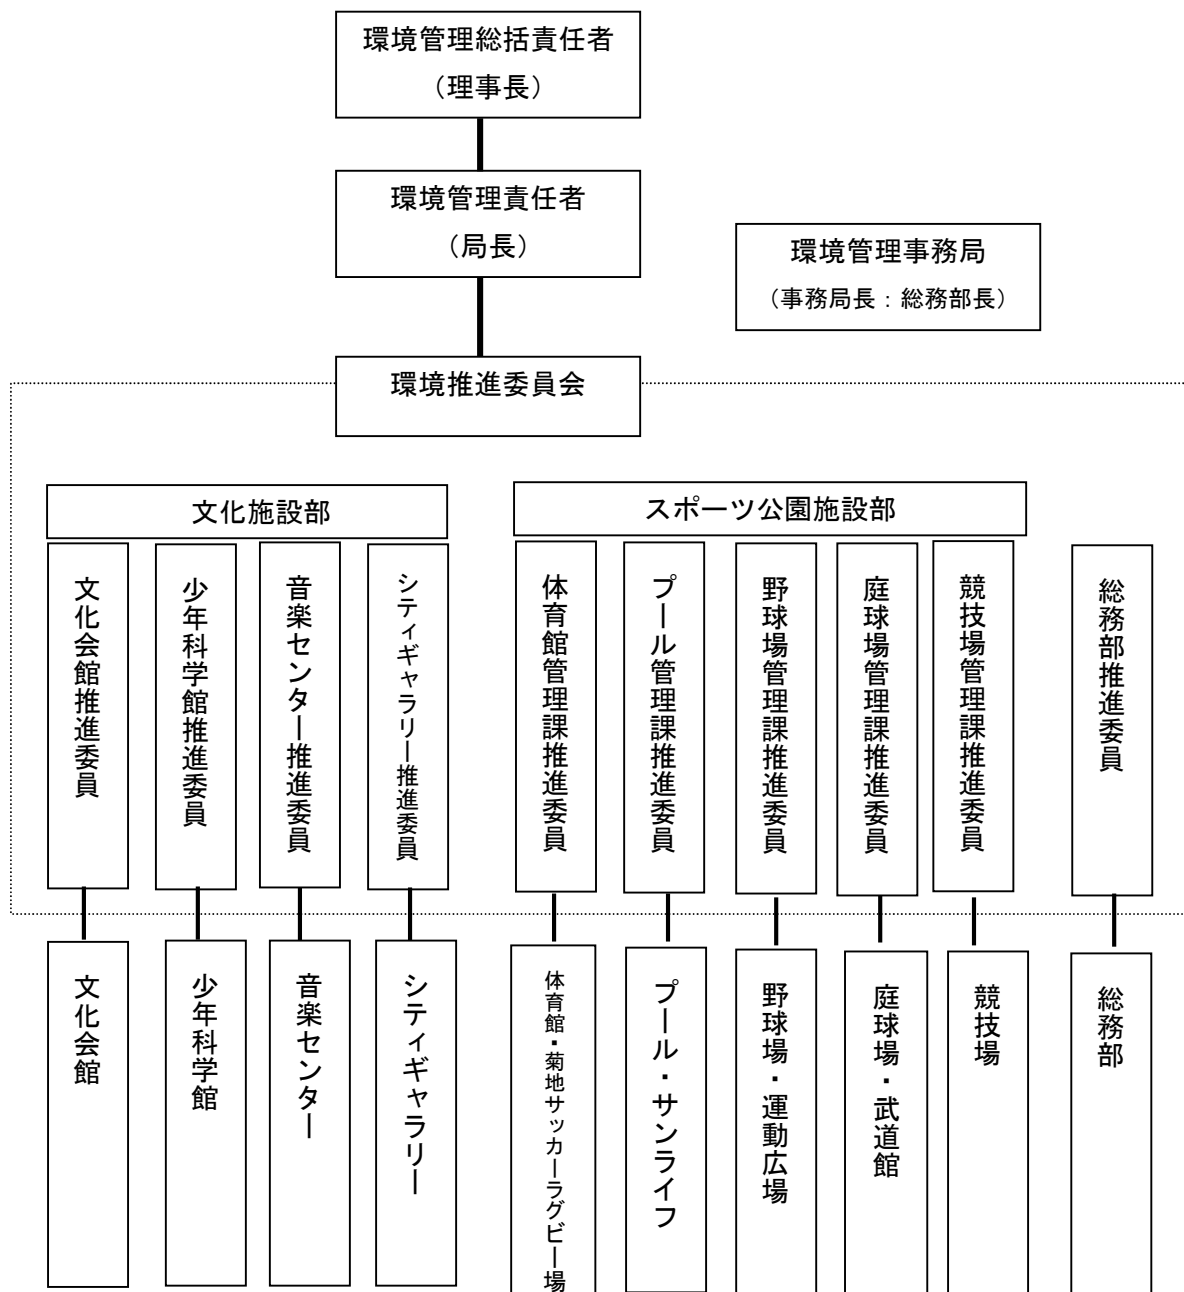 環境管理総括責任者
（理事長）
環境管理責任者
（局長）
環境管理事務局
（事務局長：総務部長）
環境推進委員会
文化施設部
スポーツ公園施設部
文化会館推進委員
少年科学館推進委員
音楽センター推進委員
シティギャラリー推進委員
体育館管理課推進委員
プール管理課推進委員
野球場管理課推進委員
庭球場管理課推進委員
競技場管理課推進委員
総務部推進委員
文化会館
少年科学館
音楽センター
シティギャラリー
体育館・菊地サッカーラグビー場
プール・サンライフ
野球場・運動広場
庭球場・武道館
競技場
総務部